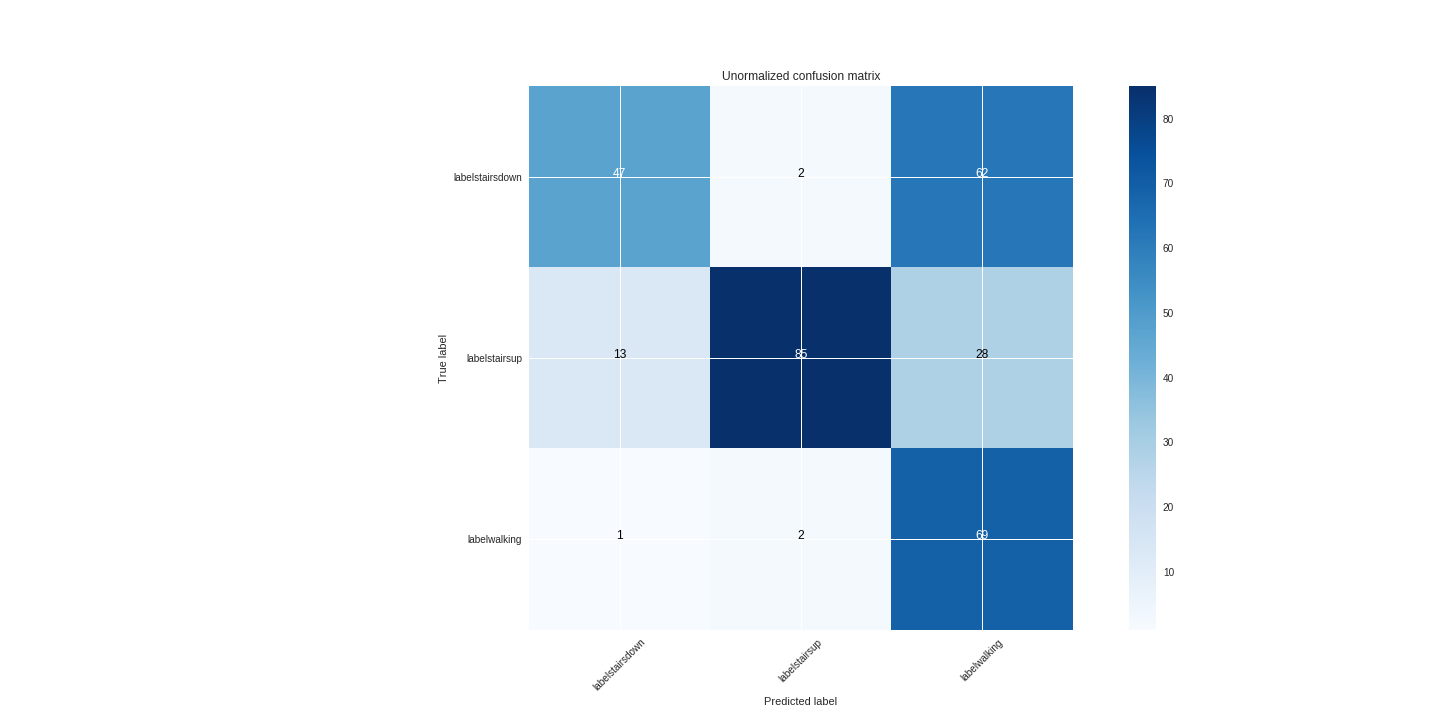 Unormalized confusion matrix
80
70
60
50
40
30
20
10
True label
labelstairsdown
47 2 62
labelstairsup
13 85 28
labelwalking
1 2 69
labelstairsdown labelstairsup labelwalking
Predicted label